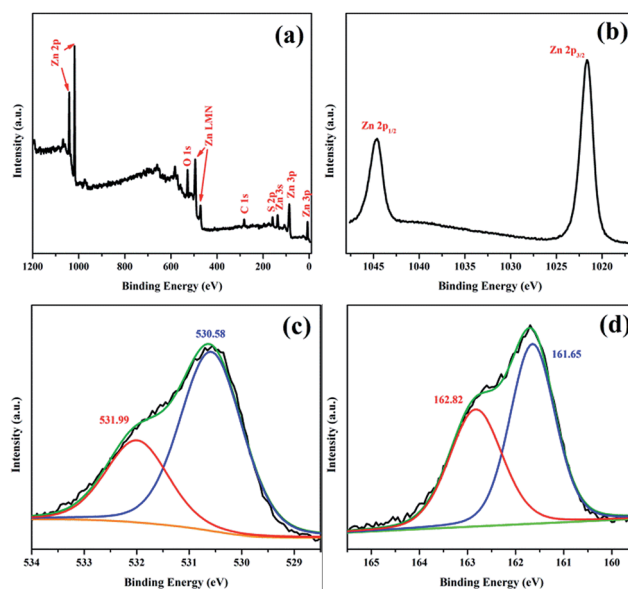 (a)
Zn 2p
O 1s
Zn LMN
C 1s
S 2p
Zn 3s
Zn 3p
Zn 3p
Intensity (a.u.)
1200 1000 800 600 400 200 0
Binding Energy (eV)
(b)
Zn 2p3/2
Zn 2p1/2
Intensity (a.u.)
1045 1040 1035 1030 1025 1020
Binding Energy (eV)
(c)
530.58
531.99
Intensity (a.u.)
534 533 532 531 530 529
Binding Energy (eV)
(d)
161.65
162.82
Intensity (a.u.)
165 164 163 162 161 160
Binding Energy (eV)